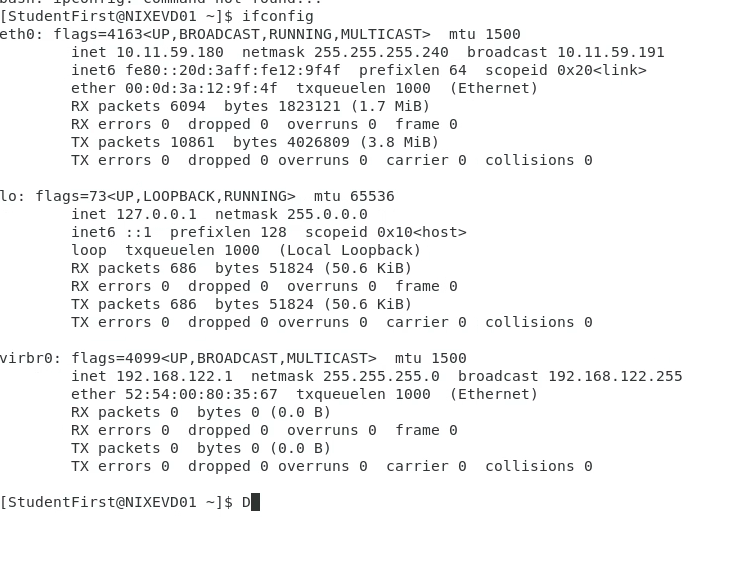 bash: ipconfig: command not found...
[StudentFirst@NIXEVD01 ~]$ ifconfig
eth0: flags=4163<UP,BROADCAST,RUNNING,MULTICAST>  mtu 1500
        inet 10.11.59.180  netmask 255.255.255.240  broadcast 10.11.59.191
        inet6 fe80::20d:3aff:fe12:9f4f  prefixlen 64  scopeid 0x20<link>
        ether 00:0d:3a:12:9f:4f  txqueuelen 1000  (Ethernet)
        RX packets 6094  bytes 1823121 (1.7 MiB)
        RX errors 0  dropped 0  overruns 0  frame 0
        TX packets 10861  bytes 4026809 (3.8 MiB)
        TX errors 0  dropped 0 overruns 0  carrier 0  collisions 0
lo: flags=73<UP,LOOPBACK,RUNNING>  mtu 65536
        inet 127.0.0.1  netmask 255.0.0.0
        inet6 ::1  prefixlen 128  scopeid 0x10<host>
        loop  txqueuelen 1000  (Local Loopback)
        RX packets 686  bytes 51824 (50.6 KiB)
        RX errors 0  dropped 0  overruns 0  frame 0
        TX packets 686  bytes 51824 (50.6 KiB)
        TX errors 0  dropped 0 overruns 0  carrier 0  collisions 0
virbr0: flags=4099<UP,BROADCAST,MULTICAST>  mtu 1500
        inet 192.168.122.1  netmask 255.255.255.0  broadcast 192.168.122.255
        ether 52:54:00:80:35:67  txqueuelen 1000  (Ethernet)
        RX packets 0  bytes 0 (0.0 B)
        RX errors 0  dropped 0  overruns 0  frame 0
        TX packets 0  bytes 0 (0.0 B)
        TX errors 0  dropped 0 overruns 0  carrier 0  collisions 0
[StudentFirst@NIXEVD01 ~]$ D